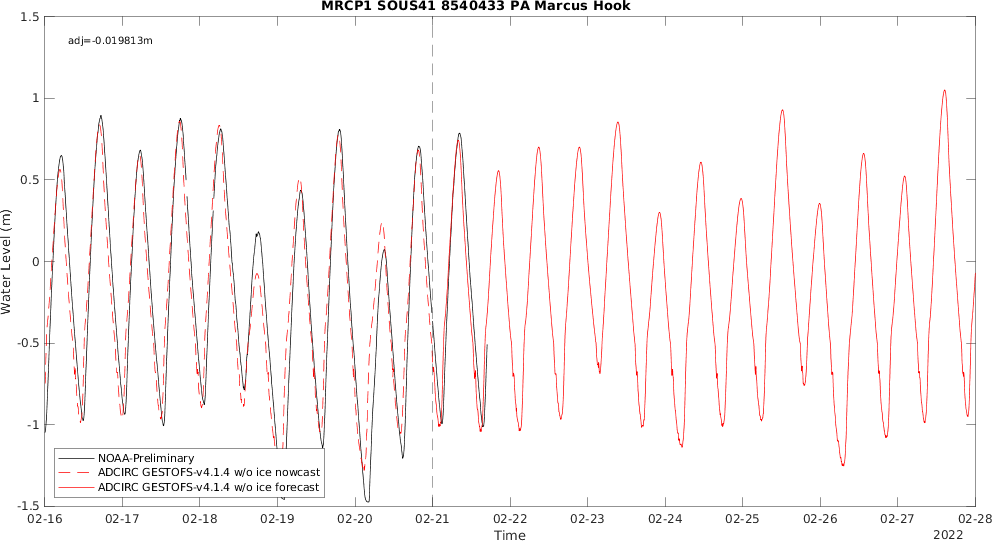 MRCP1 SOUS41 8540433 PA Marcus Hook
adj=-0.019813m
1.5
1
0.5
0
-0.5
-1
-1.5
Water Level (m)
NOAA-Preliminary
ADCIRC GESTOFS-v4.1.4 w/o ice nowcast
ADCIRC GESTOFS-v4.1.4 w/o ice forecast
02-16 02-17 02-18 02-19 02-20 02-21 02-22 02-23 02-24 02-25 02-26 02-27 02-28
Time
2022